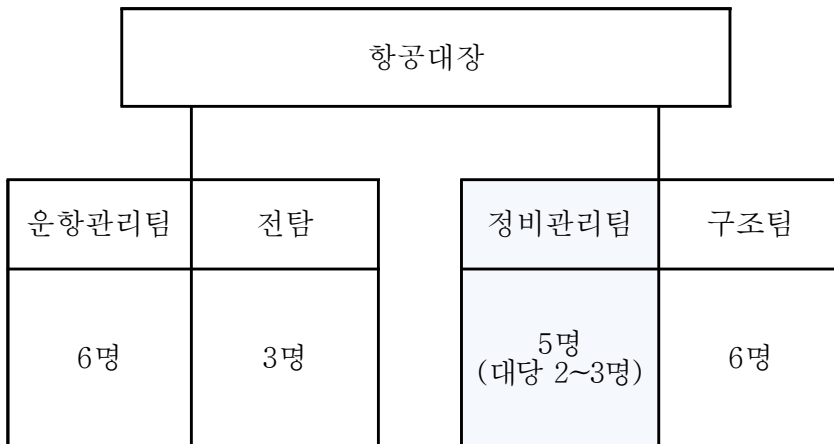 항공대장
운항관리팀
전탐
정비관리팀
구조팀
6명
3명
5명
(대당 2~3명)
6명